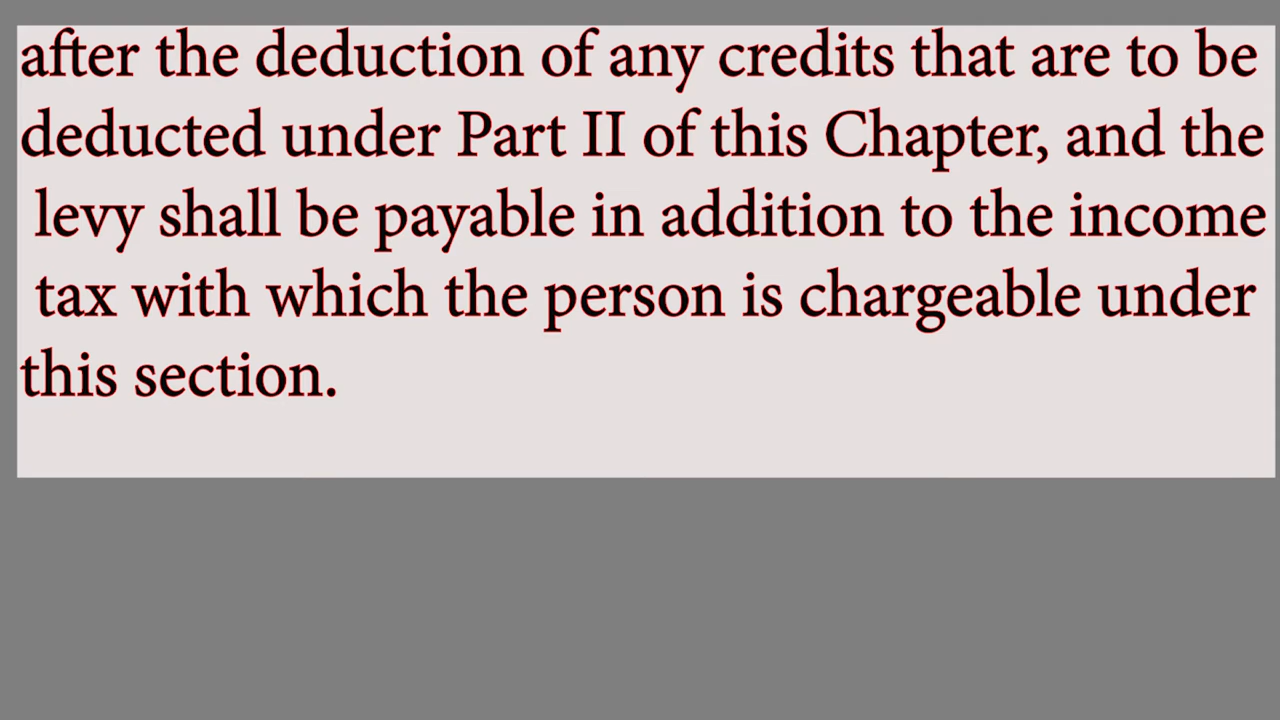 after the deduction of any credits that are to be
deducted under Part II of this Chapter, and the
levy shall be payable in addition to the income
tax with which the person is chargeable under
this section.